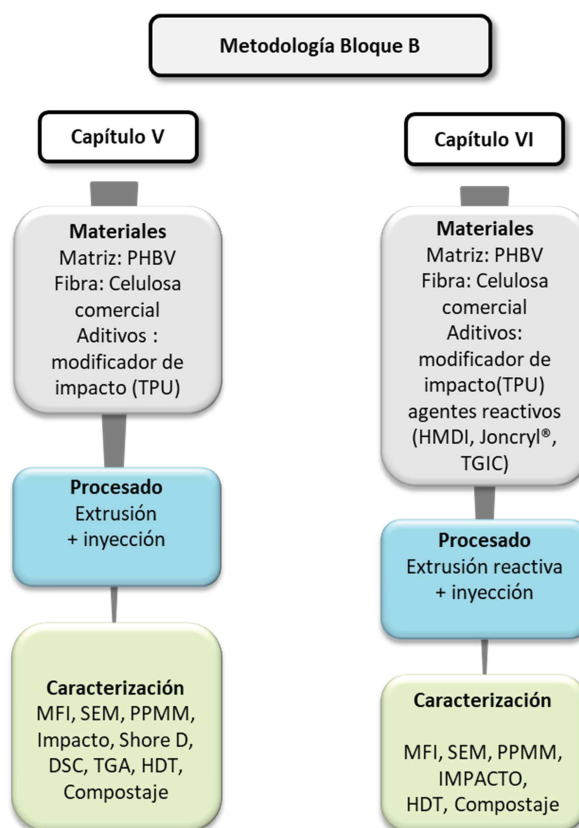 Metodología Bloque B
Capítulo V
Materiales
Matriz: PHBV
Fibra: Celulosa
comercial
Aditivos :
modificador de
impacto (TPU)
Procesado
Extrusión
+ inyección
Caracterización
MFI, SEM, PPMM,
Impacto, Shore D,
DSC, TGA, HDT,
Compostaje
Capítulo VI
Materiales
Matriz: PHBV
Fibra: Celulosa
comercial
Aditivos:
modificador de
impacto(TPU)
agentes reactivos
(HMDI, Joncryl®,
TGIC)
Procesado
Extrusión reactiva
+ inyección
Caracterización
MFI, SEM, PPMM,
IMPACTO,
HDT, Compostaje